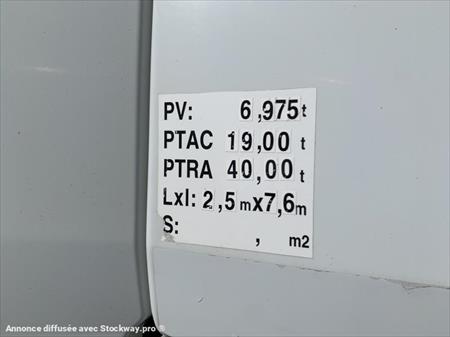 PV: 6,975t
PTAC 19,00 t
PTRA 40,00t
Lxl: 2,5mx7,6m
S: , m2
Annonce diffusée avec Stockway.pro ®